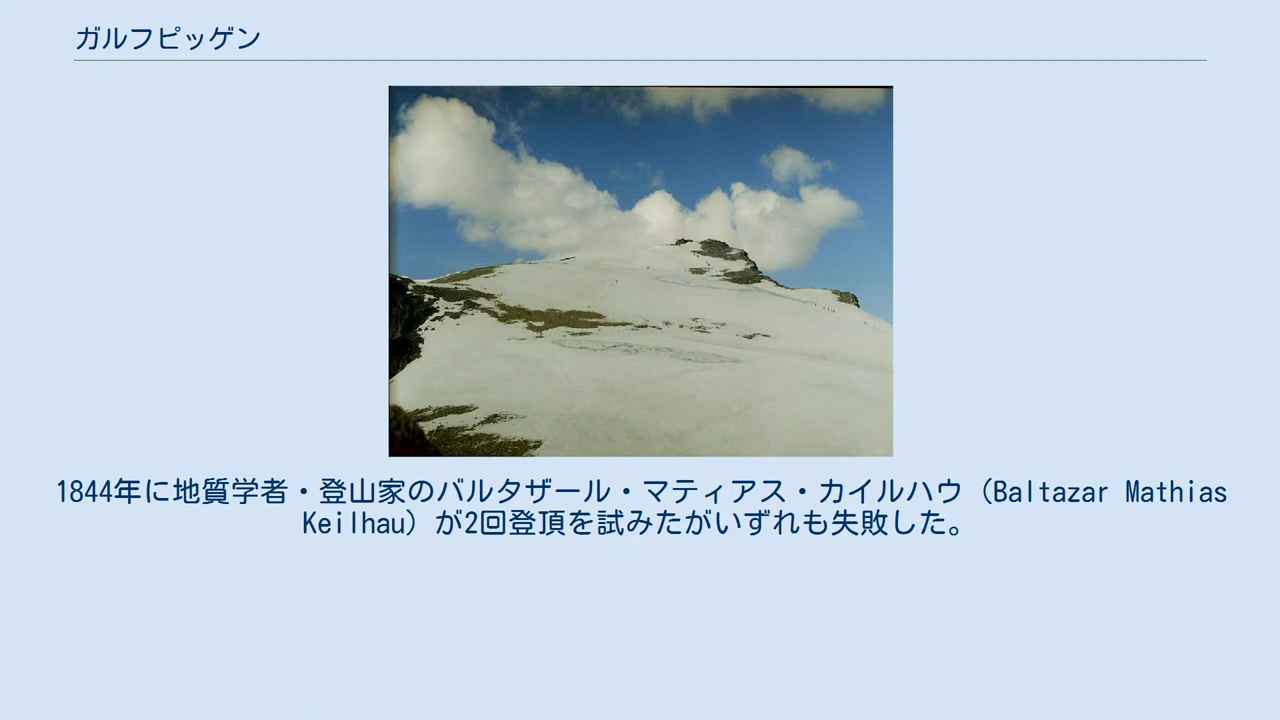 ガルフピッゲン
1844年に地質学者・登山家のバルタザール・マティアス・カイルハウ（Baltazar Mathias
Keilhau）が2回登頂を試みたがいずれも失敗した。